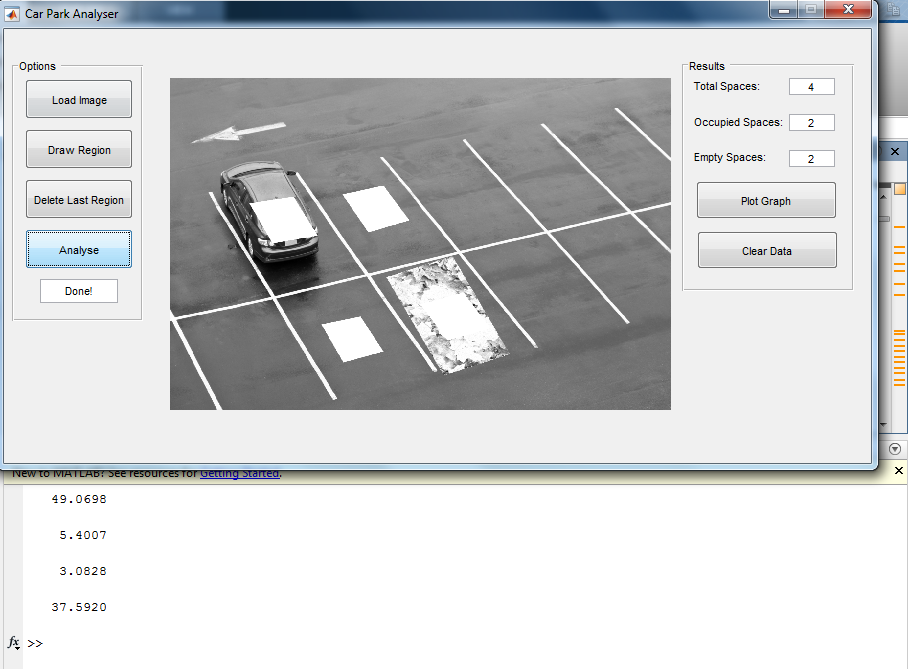 Car Park Analyser
Options
Load Image
Draw Region
Delete Last Region
Analyse
Done!
Results
Total Spaces: 4
Occupied Spaces: 2
Empty Spaces: 2
Plot Graph
Clear Data
New to MATLAB? See resources for Getting Started.
49.0698
5.4007
3.0828
37.5920
fx >>